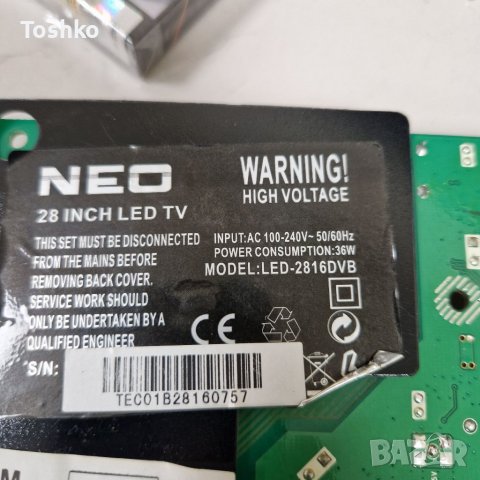 Toshko
NEO
28 INCH LED TV
THIS SET MUST BE DISCONNECTED
FROM THE MAINS BEFORE
REMOVING BACK COVER.
SERVICE WORK SHOULD
ONLY BE UNDERTAKEN BY A
QUALIFIED ENGINEER
WARNING!
HIGH VOLTAGE
INPUT:AC 100-240V~ 50/60Hz
POWER CONSUMPTION:36W
MODEL:LED-2816DVB
CE
S/N:
TEC01B28160757
M
5V
BAZAR